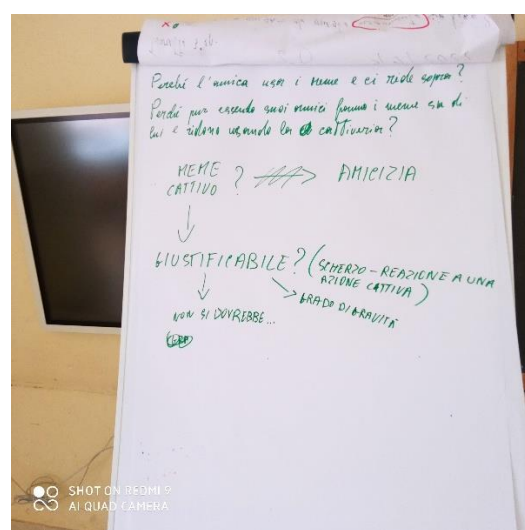 Perché l'amica usa i meme e ci ride sopra?
Perché pur essendo suoi amici fanno i meme su di
lui e ridono usando la cattiveria?
MEME
CATTIVO ? AMICIZIA
GIUSTIFICABILE? (SCHERZO - REAZIONE A UNA
AZIONE CATTIVA)
GRADO DI GRAVITÀ
NON SI DOVREBBE...
SHOT ON REDMI 9
AI QUAD CAMERA